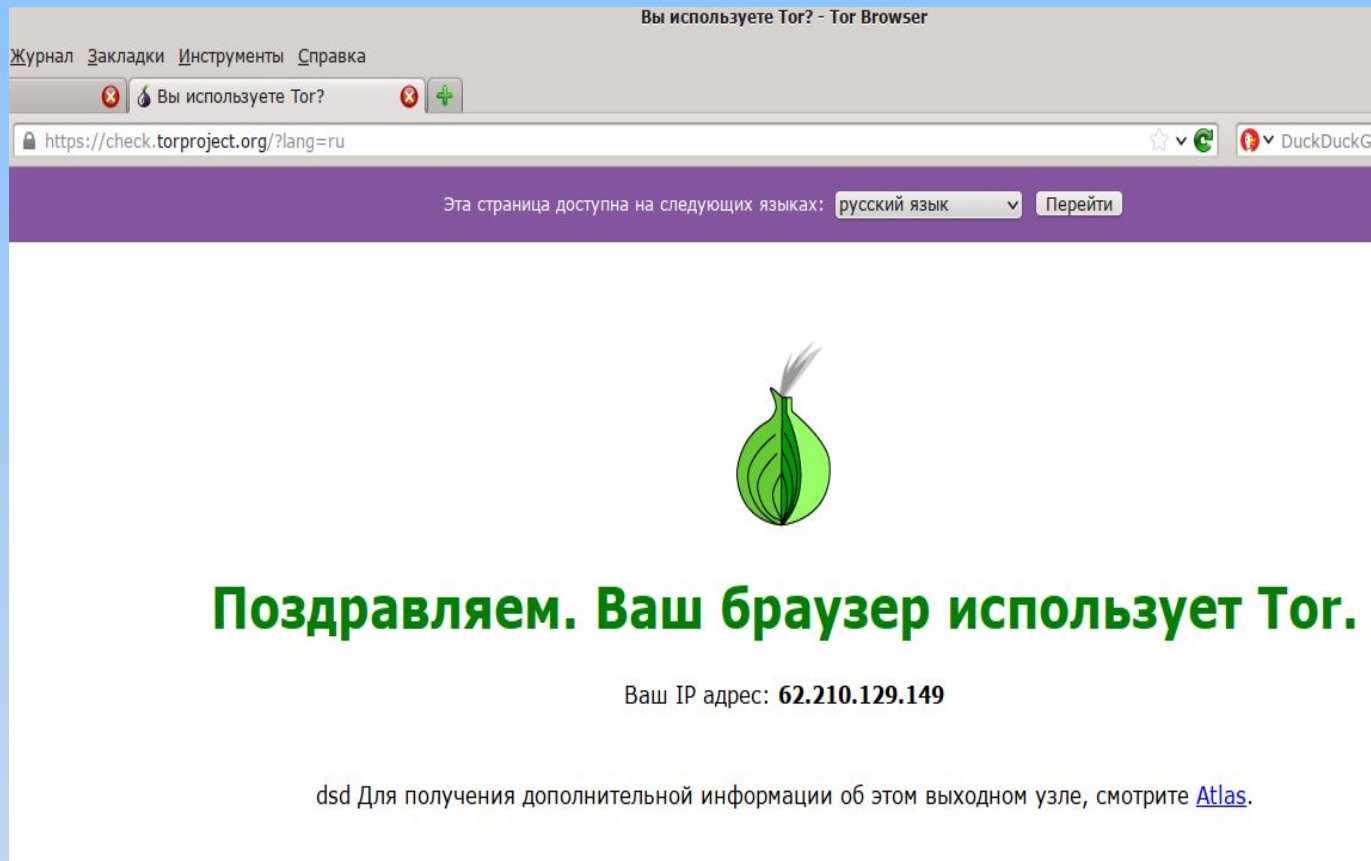 Вы используете Tor? - Tor Browser
Журнал Закладки Инструменты Справка
Вы используете Tor?
https://check.torproject.org/?lang=ru
DuckDuckG
Эта страница доступна на следующих языках: русский язык Перейти
Поздравляем. Ваш браузер использует Tor.
Ваш IP адрес: 62.210.129.149
dsd Для получения дополнительной информации об этом выходном узле, смотрите Atlas.